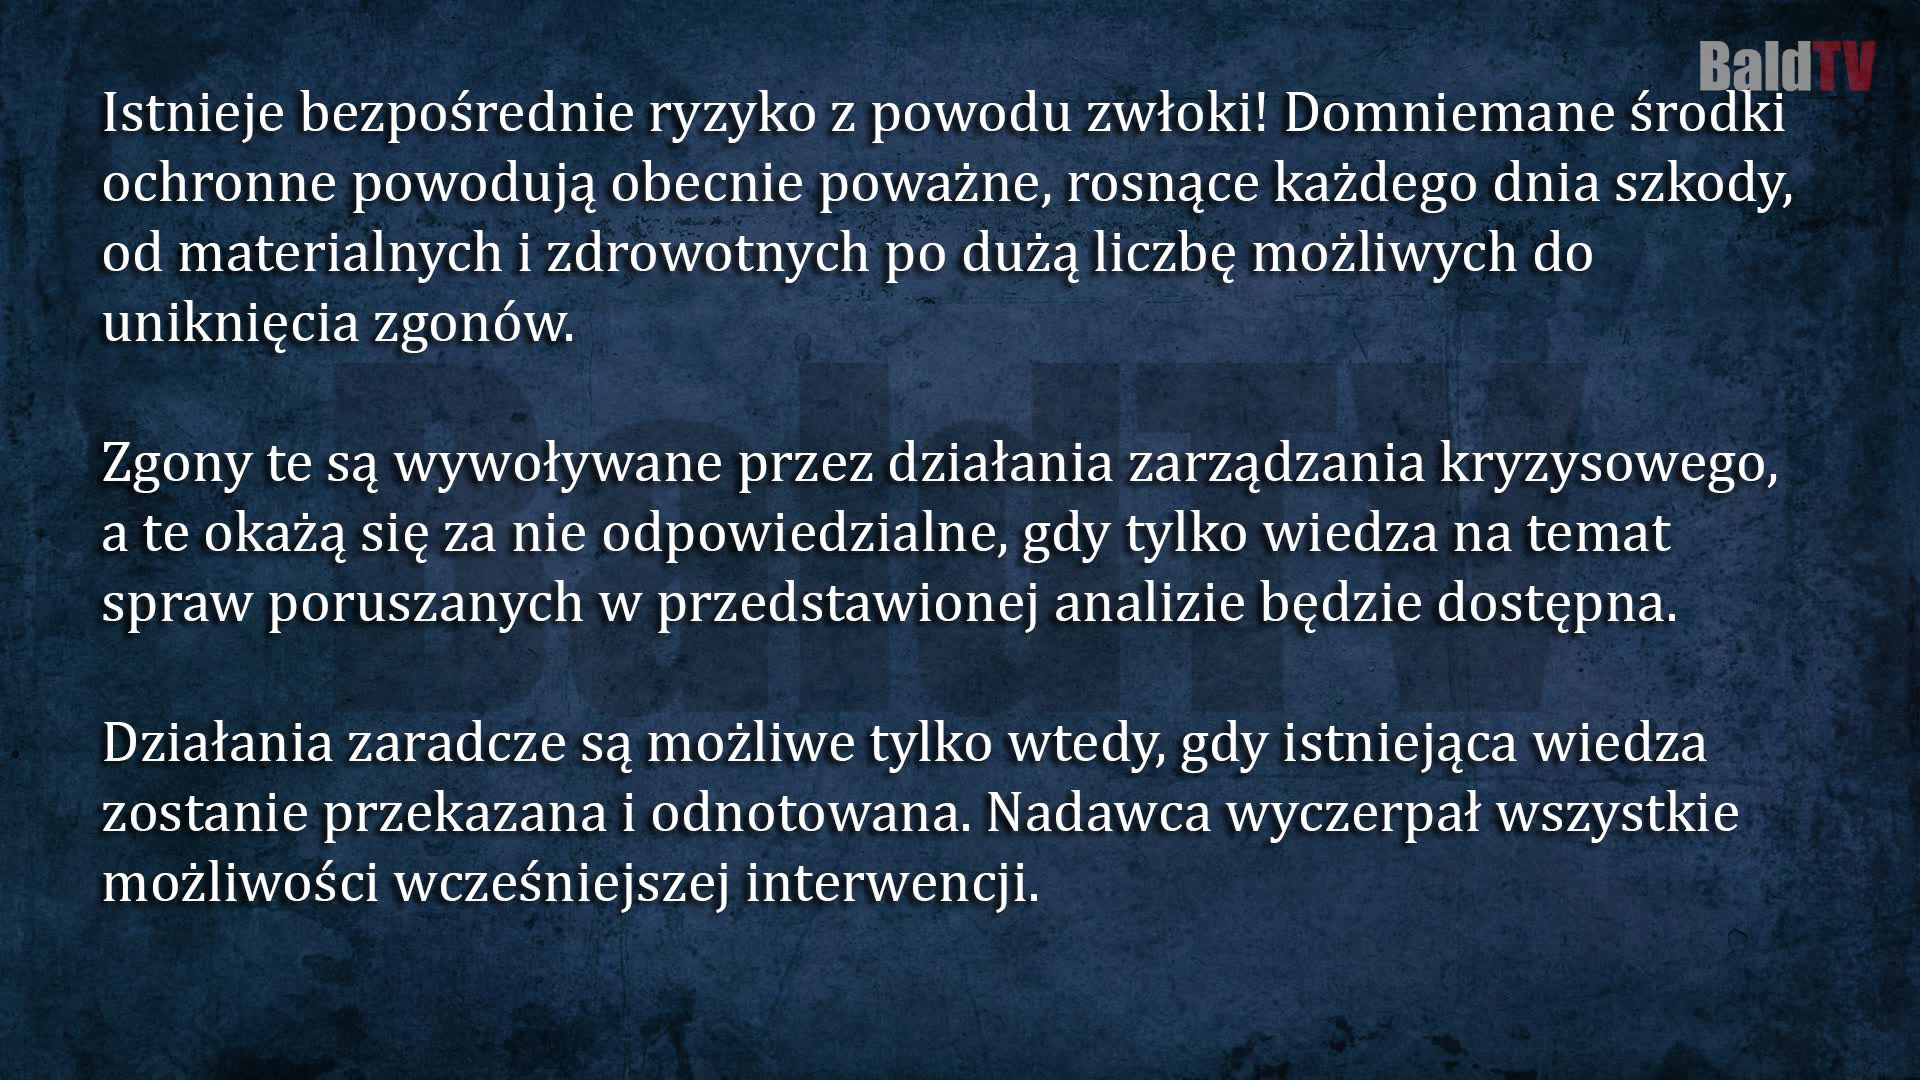 BaldTV
Istnieje bezpośrednie ryzyko z powodu zwłoki! Domniemane środki
ochronne powodują obecnie poważne, rosnące każdego dnia szkody,
od materialnych i zdrowotnych po dużą liczbę możliwych do
uniknięcia zgonów.
Zgony te są wywoływane przez działania zarządzania kryzysowego,
a te okażą się za nie odpowiedzialne, gdy tylko wiedza na temat
spraw poruszanych w przedstawionej analizie będzie dostępna.
Działania zaradcze są możliwe tylko wtedy, gdy istniejąca wiedza
zostanie przekazana i odnotowana. Nadawca wyczerpał wszystkie
możliwości wcześniejszej interwencji.
BaldTV